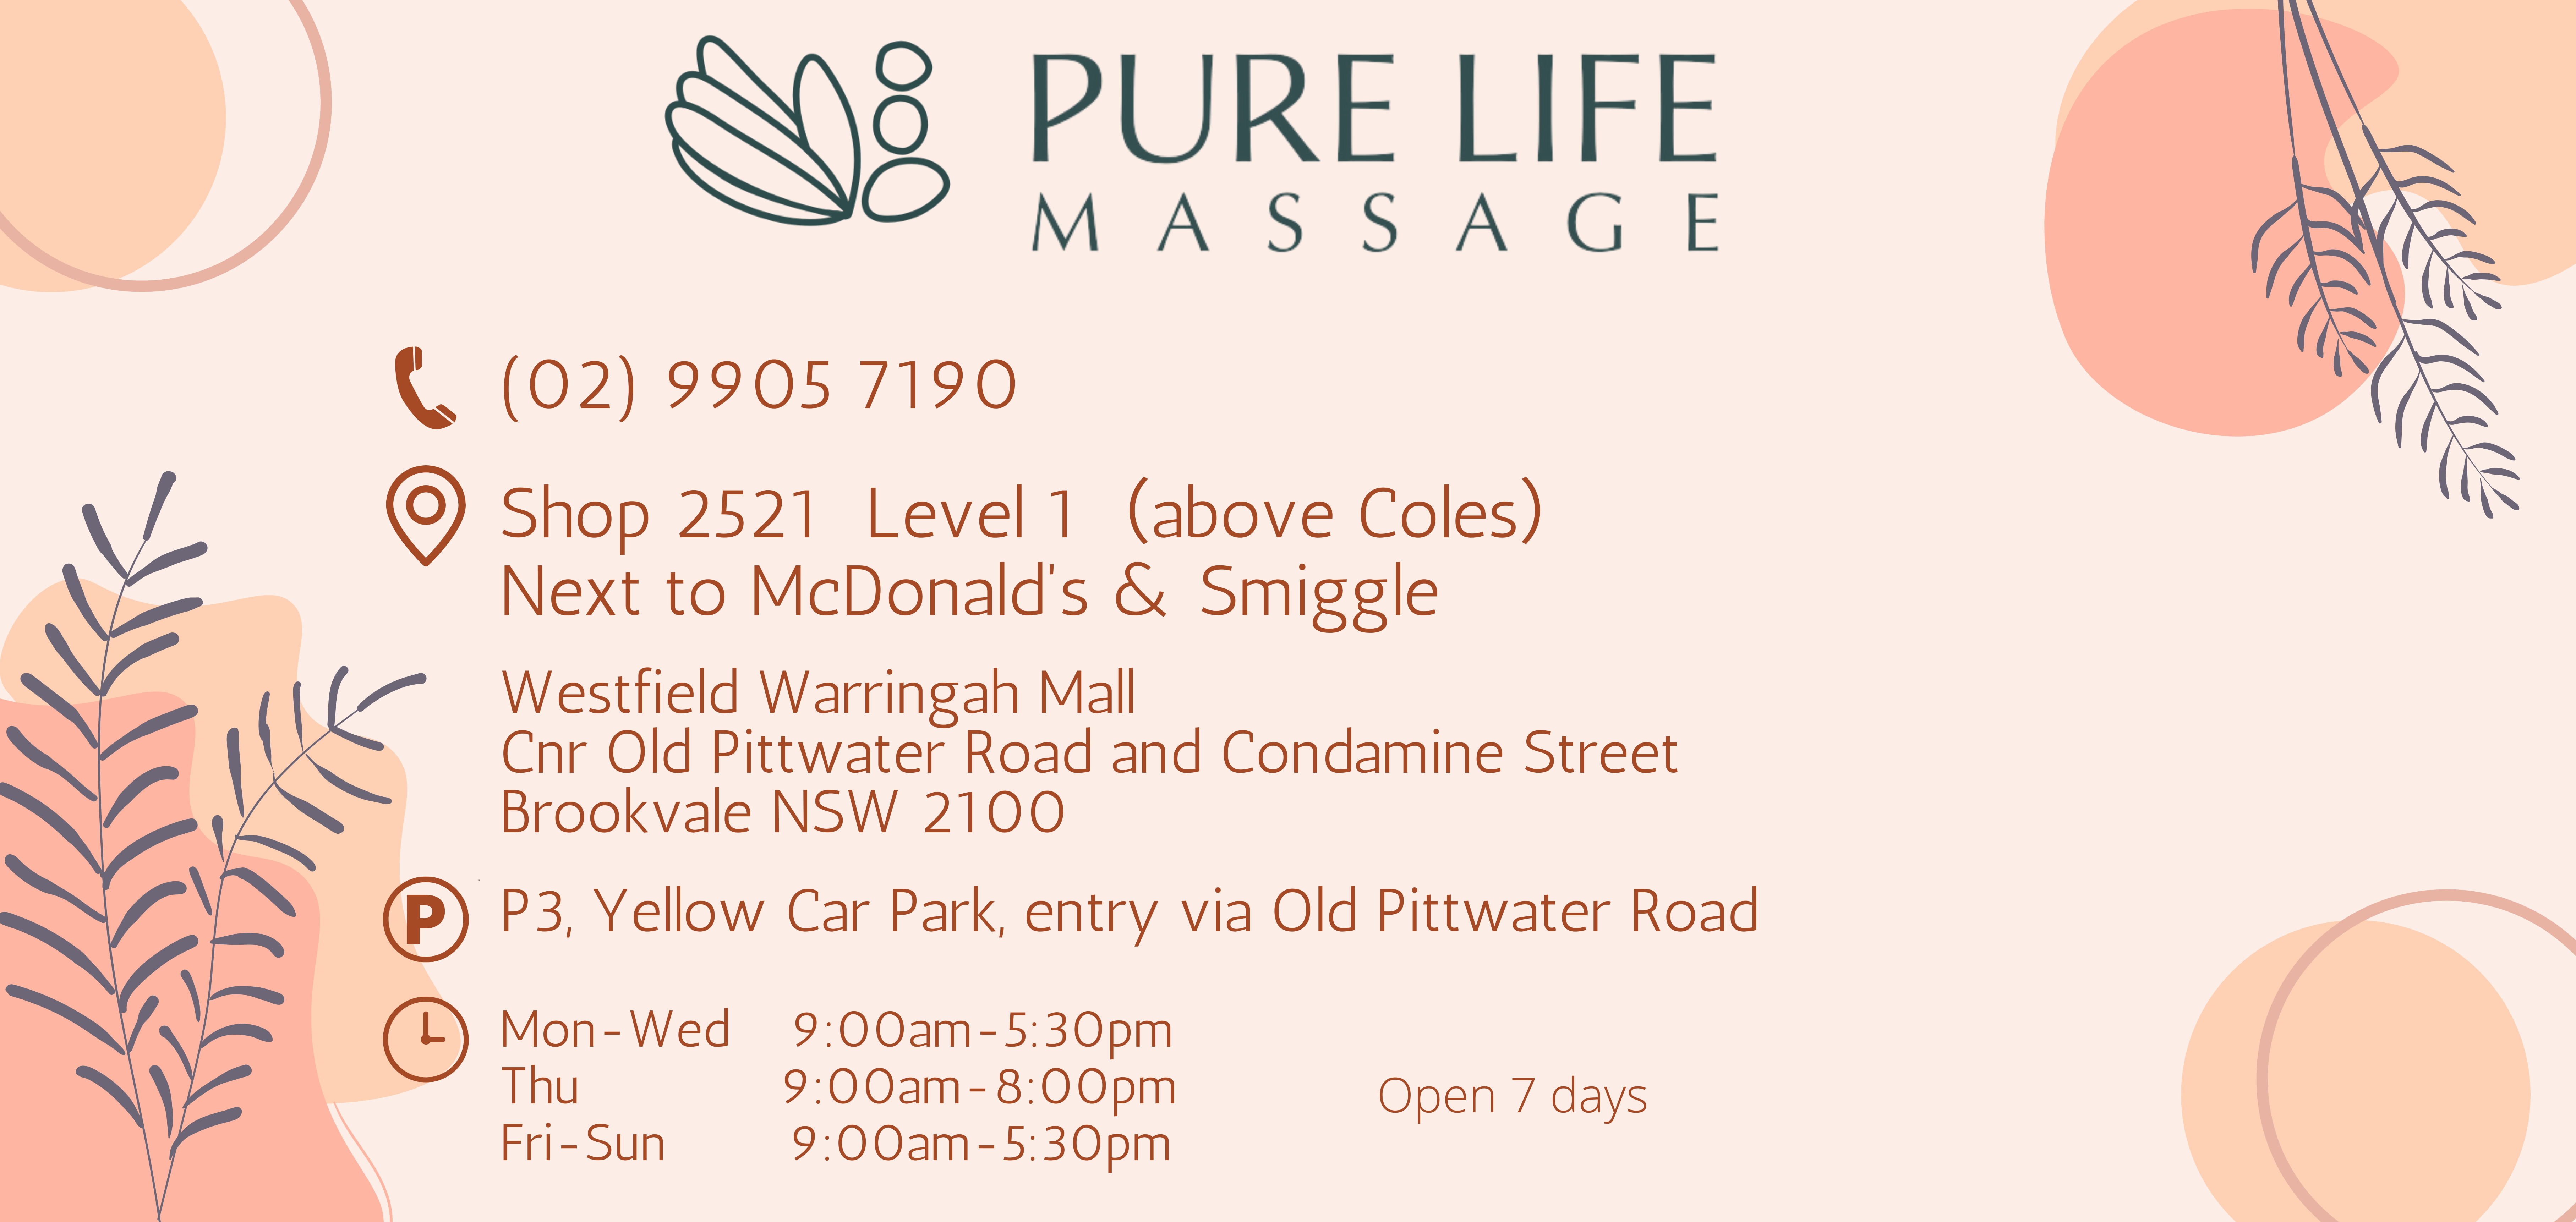 PURE LIFE
MASSAGE
(02) 9905 7190
Shop 2521 Level 1 (above Coles)
Next to McDonald's & Smiggle
Westfield Warringah Mall
Cnr Old Pittwater Road and Condamine Street
Brookvale NSW 2100
P P3, Yellow Car Park, entry via Old Pittwater Road
Mon-Wed 9:00am-5:30pm
Thu 9:00am-8:00pm
Open 7 days
Fri-Sun 9:00am-5:30pm